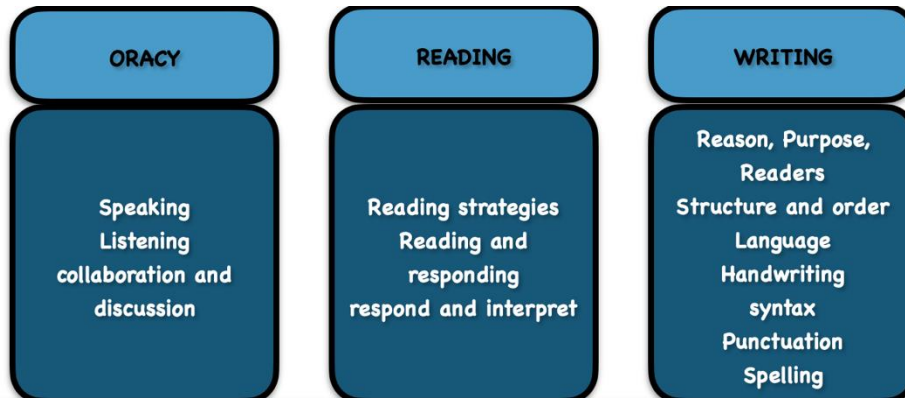 ORACY
Speaking
Listening
collaboration and
discussion
READING
Reading strategies
Reading and
responding
respond and interpret
WRITING
Reason, Purpose,
Readers
Structure and order
Language
Handwriting
syntax
Punctuation
Spelling